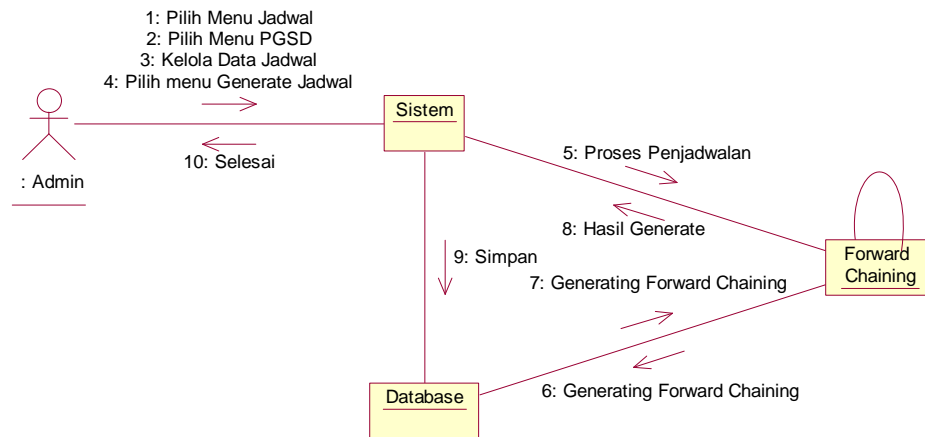 1: Pilih Menu Jadwal
2: Pilih Menu PGSD
3: Kelola Data Jadwal
4: Pilih menu Generate Jadwal
Sistem
10: Selesai
: Admin
5: Proses Penjadwalan
8: Hasil Generate
9: Simpan
Forward
Chaining
7: Generating Forward Chaining
6: Generating Forward Chaining
Database